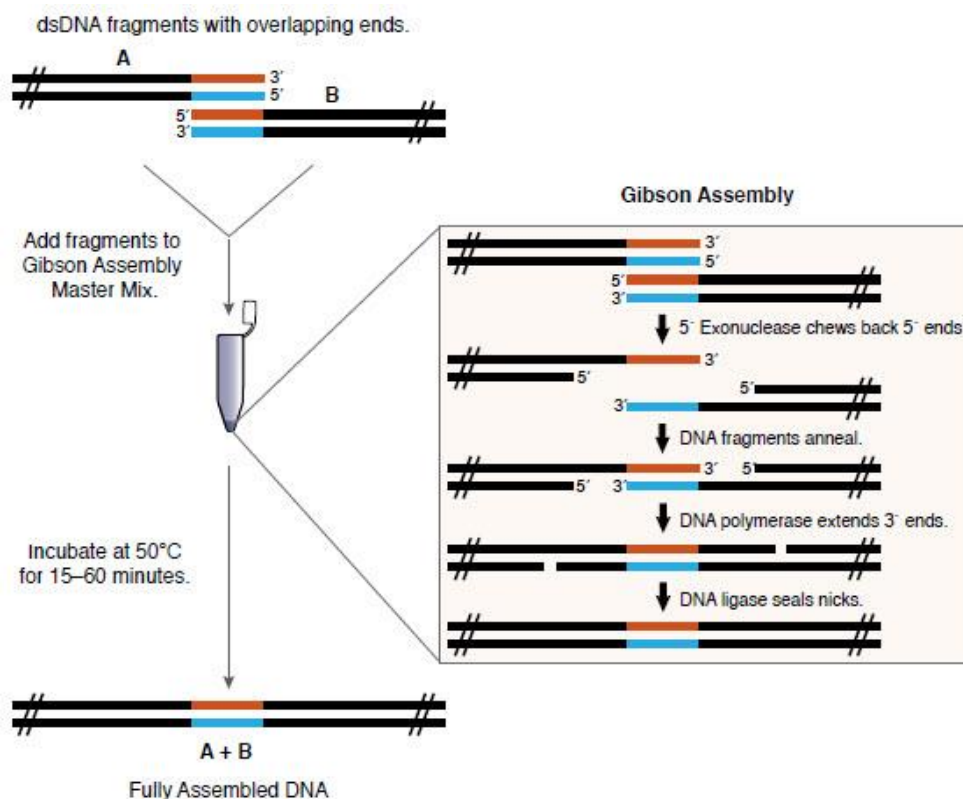 dsDNA fragments with overlapping ends.
A
3′
5′
B
5′
3′
Add fragments to
Gibson Assembly
Master Mix.
Incubate at 50°C
for 15–60 minutes.
A + B
Fully Assembled DNA
Gibson Assembly
3′
5′
5′
3′
5′ Exonuclease chews back 5′ ends
3′
5′
5′
3′
DNA fragments anneal.
3′ 5′
5′ 3′
DNA polymerase extends 3′ ends.
DNA ligase seals nicks.